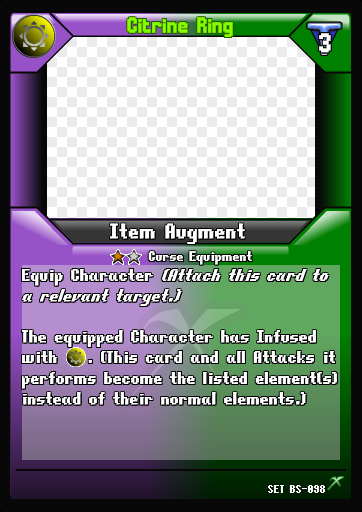 Citrine Ring
3
Item Augment
Curse Equipment
Equip Character (Attach this card to
a relevant target.)
The equipped Character has Infused
with . (This card and all Attacks it
performs become the listed element(s)
instead of their normal elements.)
SET BS-098